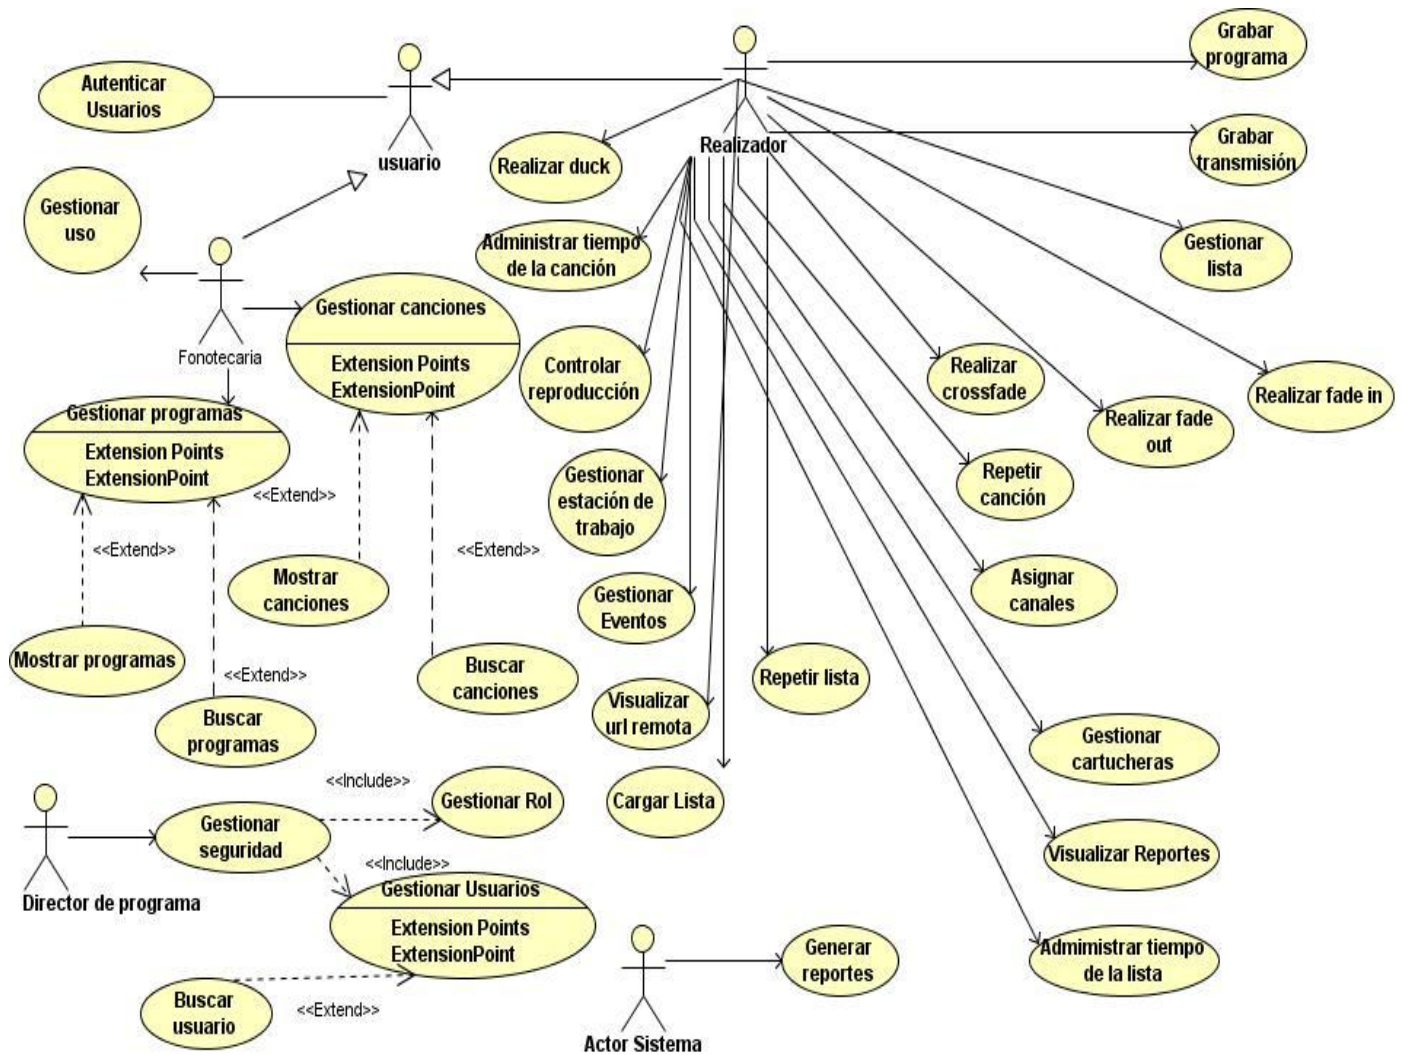 Grabar
programa
Autenticar
Usuarios
usuario
Realizador
Grabar
transmisión
Realizar duck
Gestionar
uso
Administrar tiempo
de la canción
Gestionar
lista
Gestionar canciones
Extension Points
ExtensionPoint
Fonotecaria
Controlar
reproducción
Realizar
crossfade
Realizar fade in
Realizar fade
out
Gestionar programas
Extension Points
ExtensionPoint
<<Extend>>
Gestionar
estación de
trabajo
Repetir
canción
<<Extend>>
<<Extend>>
Mostrar
canciones
Gestionar
Eventos
Asignar
canales
Mostrar programas
<<Extend>>
Buscar
canciones
Repetir lista
Buscar
programas
Visualizar
url remota
Gestionar
cartucheras
<<Include>>
Gestionar Rol
Cargar Lista
Gestionar
seguridad
<<Include>>
Visualizar Reportes
Director de programa
Gestionar Usuarios
Extension Points
ExtensionPoint
Generar
reportes
Admimistrar tiempo
de la lista
Buscar
usuario
<<Extend>>
Actor Sistema